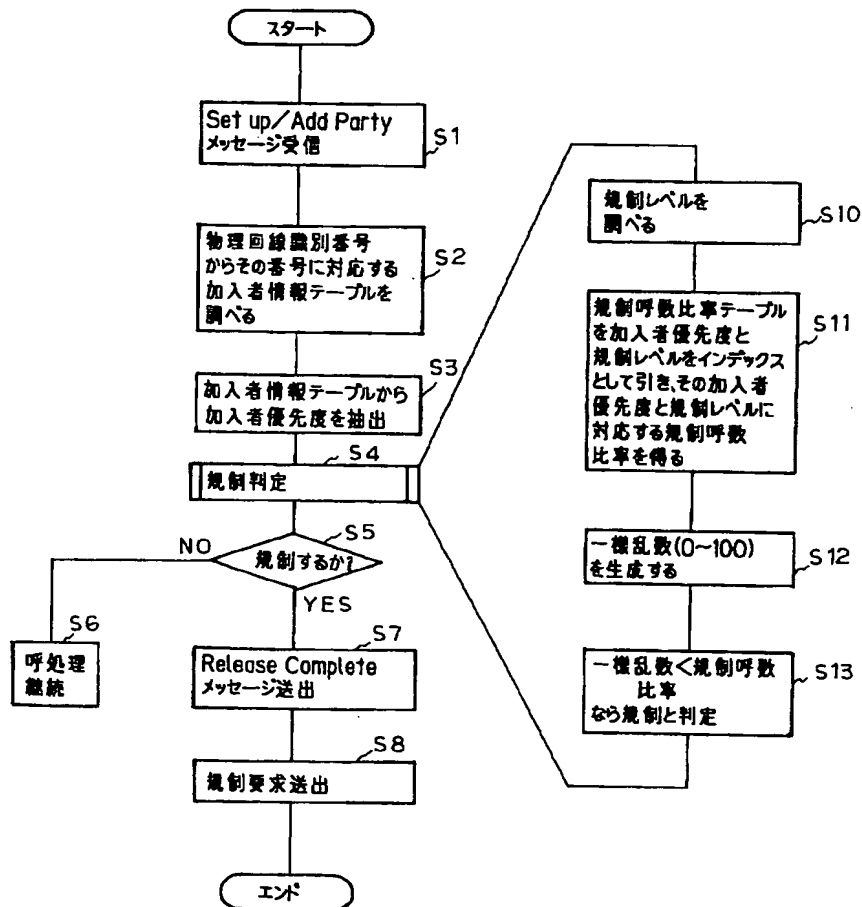 スタート
Set up/Add Party
メッセージ受信
S1
物理回線識別番号
からその番号に対応する
加入者情報テーブルを
調べる
S2
加入者情報テーブルから
加入者優先度を抽出
S3
規制判定
S4
規制するか?
S5
NO
YES
呼処理
継続
S6
Release Complete
メッセージ送出
S7
規制要求送出
S8
エンド
規制レベルを
調べる
S10
規制呼数比率テーブル
を加入者優先度と
規制レベルをインデックス
として引き、その加入者
優先度と規制レベルに
対応する規制呼数
比率を得る
S11
一様乱数(0~100)
を生成する
S12
一様乱数<規制呼数
比率
なら規制と判定
S13